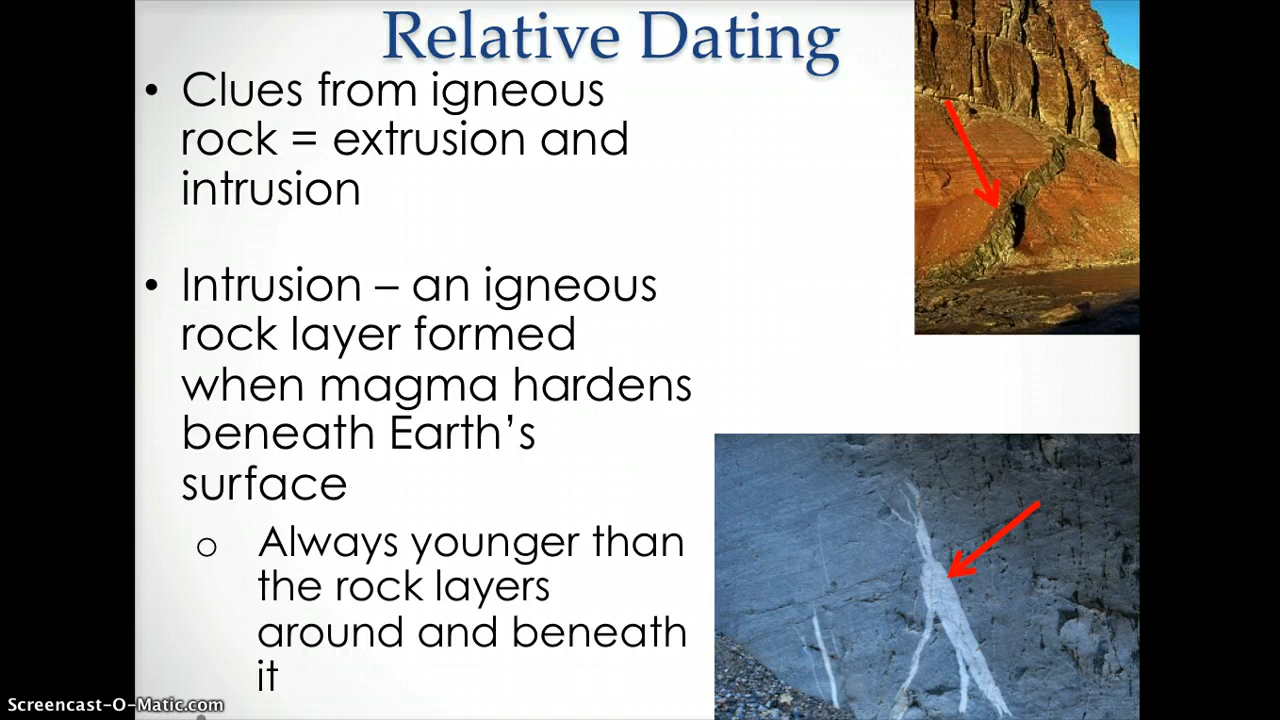 Relative Dating
• Clues from igneous
rock = extrusion and
intrusion
• Intrusion – an igneous
rock layer formed
when magma hardens
beneath Earth’s
surface
o Always younger than
the rock layers
around and beneath
it
Screencast-O-Matic.com